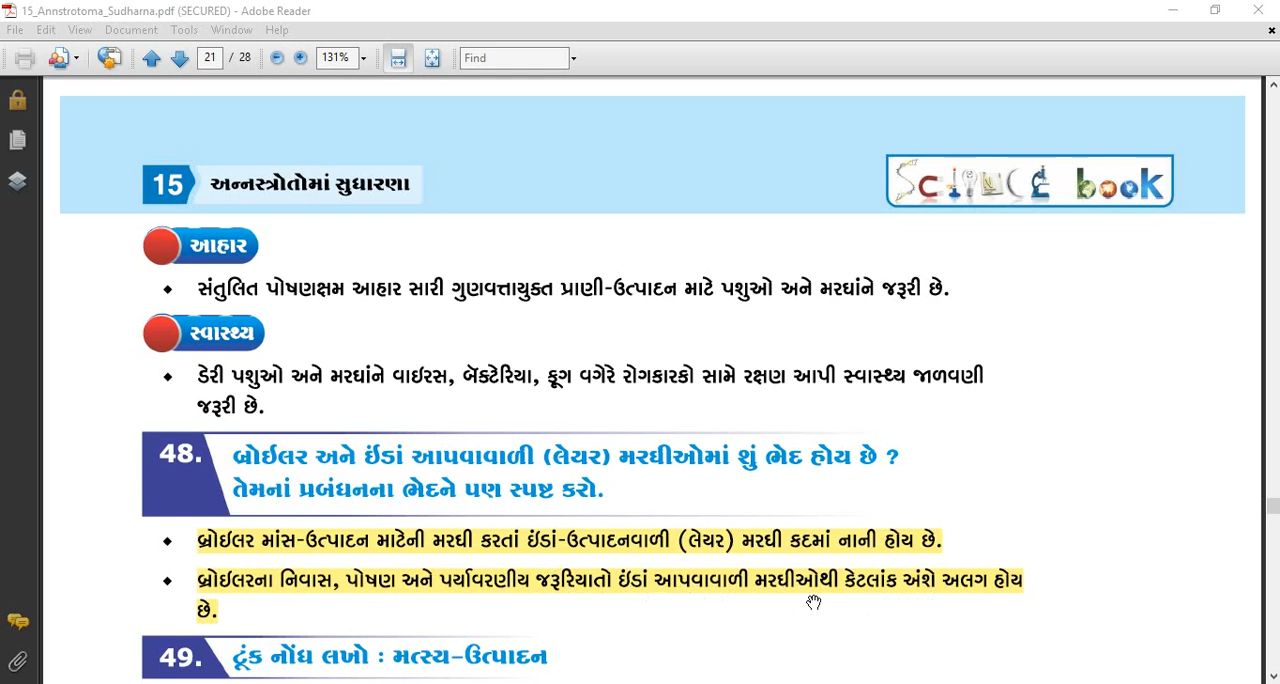 15_Annstrotoma_Sudharna.pdf (SECURED) - Adobe Reader
File Edit View Document Tools Window Help
21 / 28 131% Find
15 અન્નસ્ત્રોતોમાં સુધારણા
Science book
આહાર
◆ સંતુલિત પોષણક્ષમ આહાર સારી ગુણવત્તાયુક્ત પ્રાણી-ઉત્પાદન માટે પશુઓ અને મરઘાંને જરૂરી છે.
સ્વાસ્થ્ય
◆ ડેરી પશુઓ અને મરઘાંને વાઇરસ, બૅક્ટેરિયા, ફૂગ વગેરે રોગકારકો સામે રક્ષણ આપી સ્વાસ્થ્ય જાળવણી
જરૂરી છે.
48. બ્રોઇલર અને ઈંડાં આપવાવાળી (લેયર) મરઘીઓમાં શું ભેદ હોય છે ?
તેમનાં પ્રબંધનના ભેદને પણ સ્પષ્ટ કરો.
◆ બ્રોઈલર માંસ-ઉત્પાદન માટેની મરઘી કરતાં ઈંડાં-ઉત્પાદનવાળી (લેયર) મરઘી કદમાં નાની હોય છે.
◆ બ્રોઈલરના નિવાસ, પોષણ અને પર્યાવરણીય જરૂરિયાતો ઈંડાં આપવાવાળી મરઘીઓથી કેટલાંક અંશે અલગ હોય
છે.
49. ટૂંક નોંધ લખો : મત્સ્ય-ઉત્પાદન